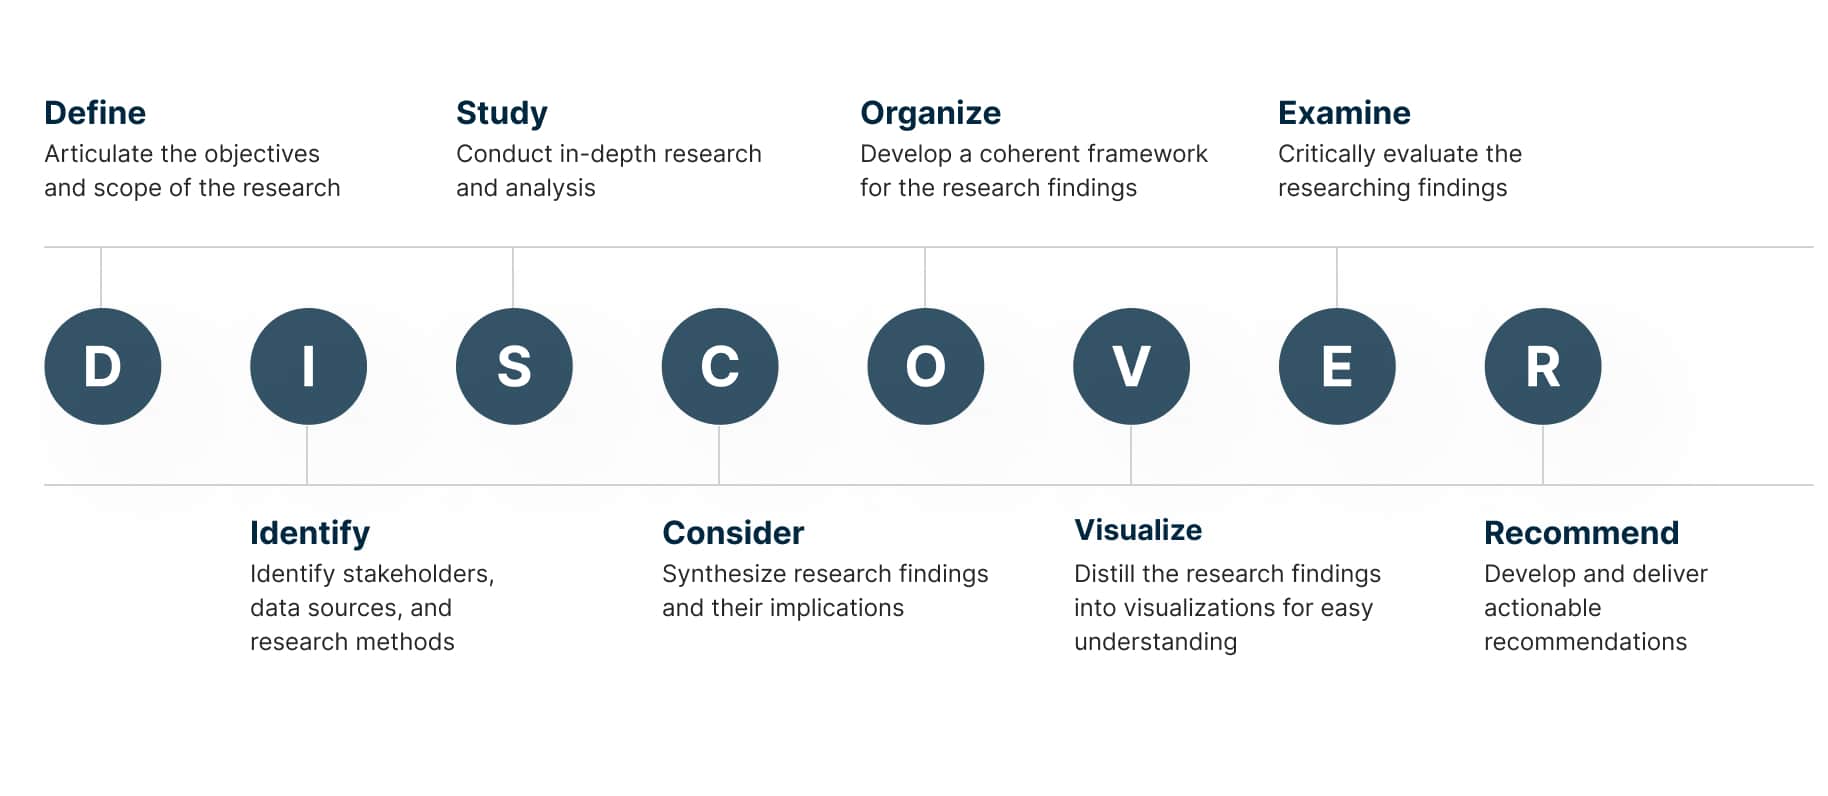 Define
Articulate the objectives
and scope of the research
Study
Conduct in-depth research
and analysis
Organize
Develop a coherent framework
for the research findings
Examine
Critically evaluate the
researching findings
D I S C O V E R
Identify
Identify stakeholders,
data sources, and
research methods
Consider
Synthesize research findings
and their implications
Visualize
Distill the research findings
into visualizations for easy
understanding
Recommend
Develop and deliver
actionable
recommendations